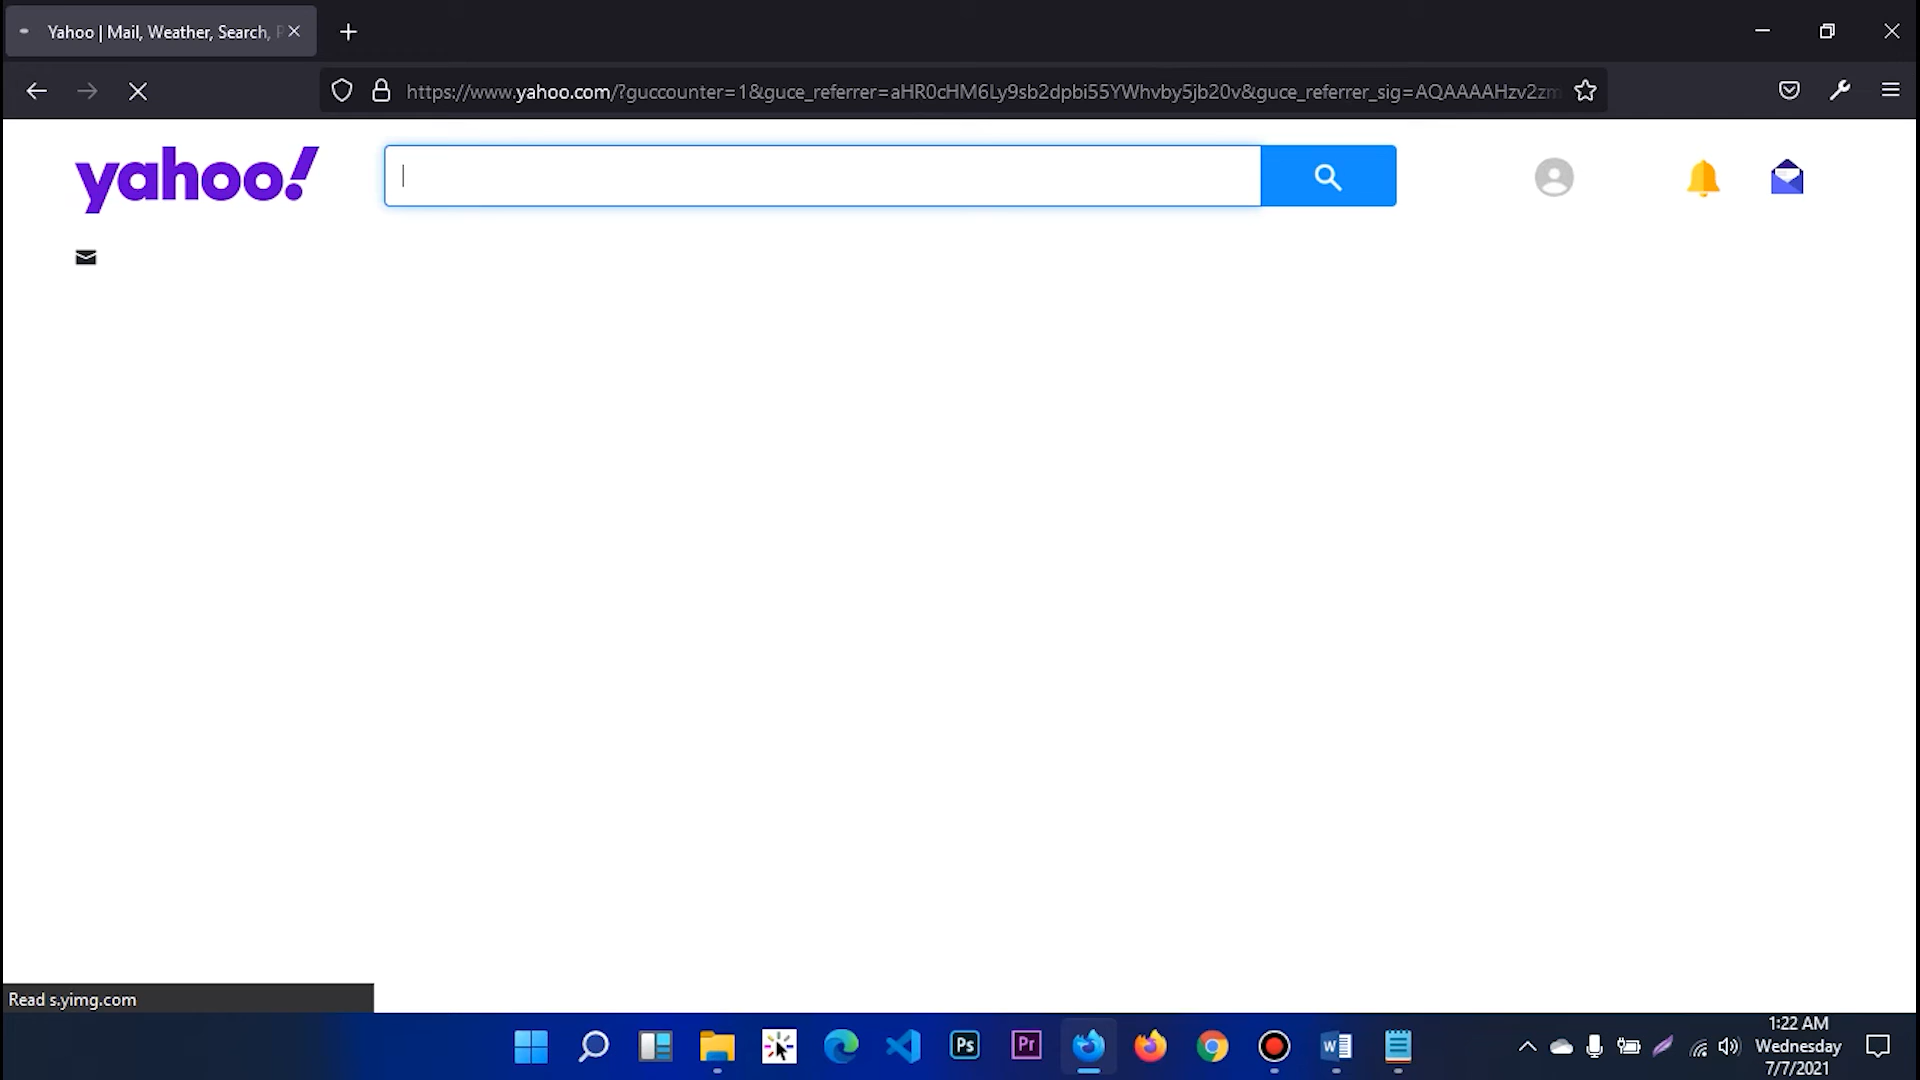 Yahoo | Mail, Weather, Search,
https://www.yahoo.com/?guccounter=1&guce_referrer=aHR0cHM6Ly9sb2dpbi55YWhvby5jb20v&guce_referrer_sig=AQAAAAHzv2zm
yahoo!
Read s.yimg.com
Ps
Pr
W
1:22 AM
Wednesday
7/7/2021